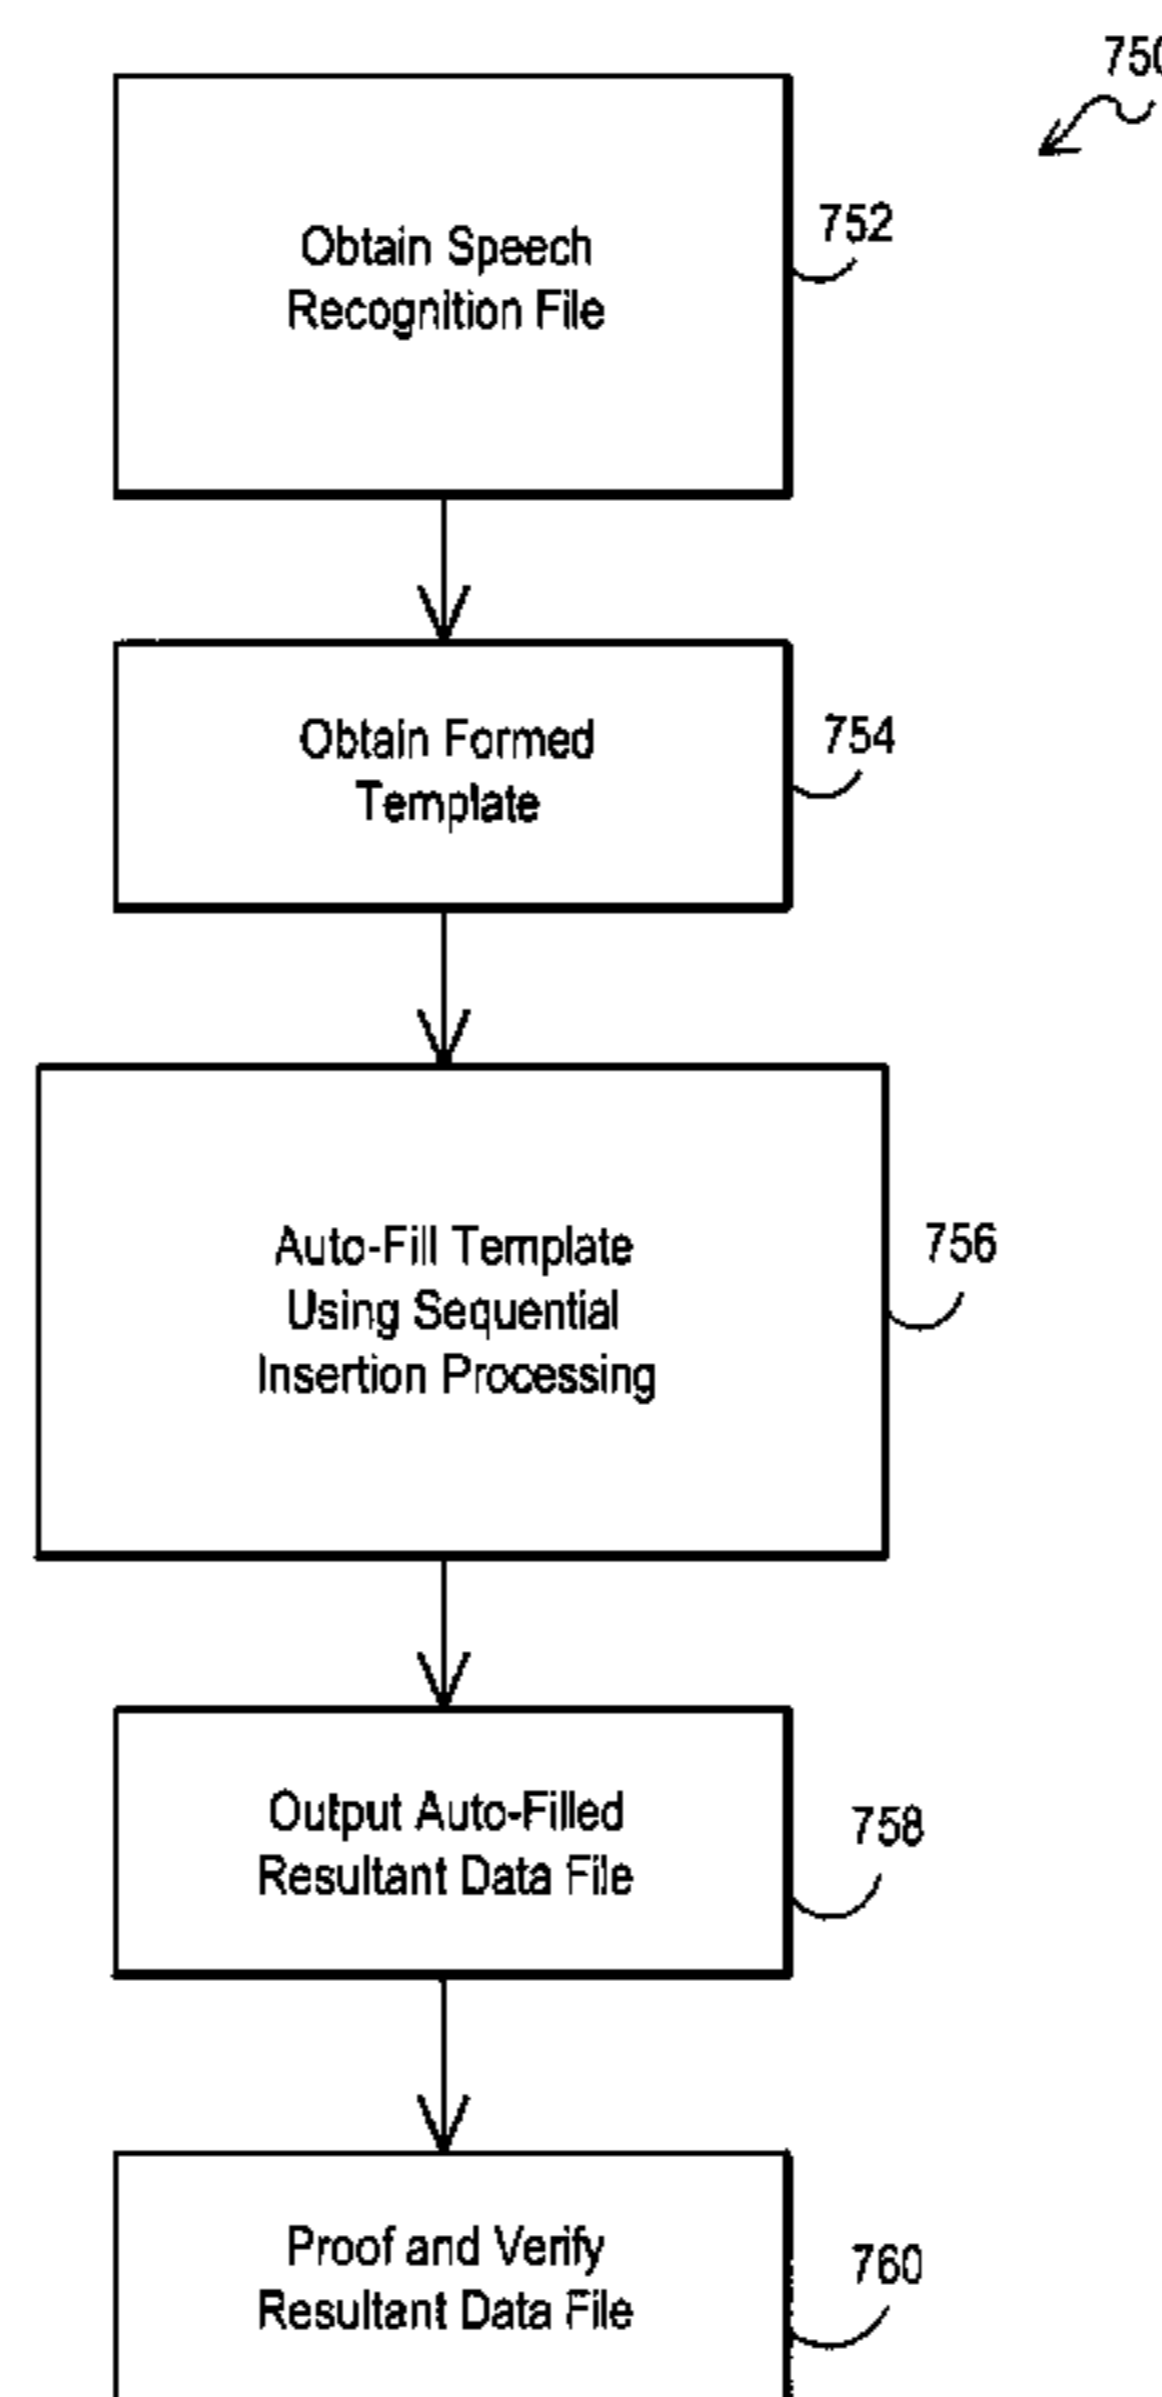 750
752
Obtain Speech
Recognition File
754
Obtain Formed
Template
756
Auto-Fill Template
Using Sequential
Insertion Processing
758
Output Auto-Filled
Resultant Data File
760
Proof and Verify
Resultant Data File